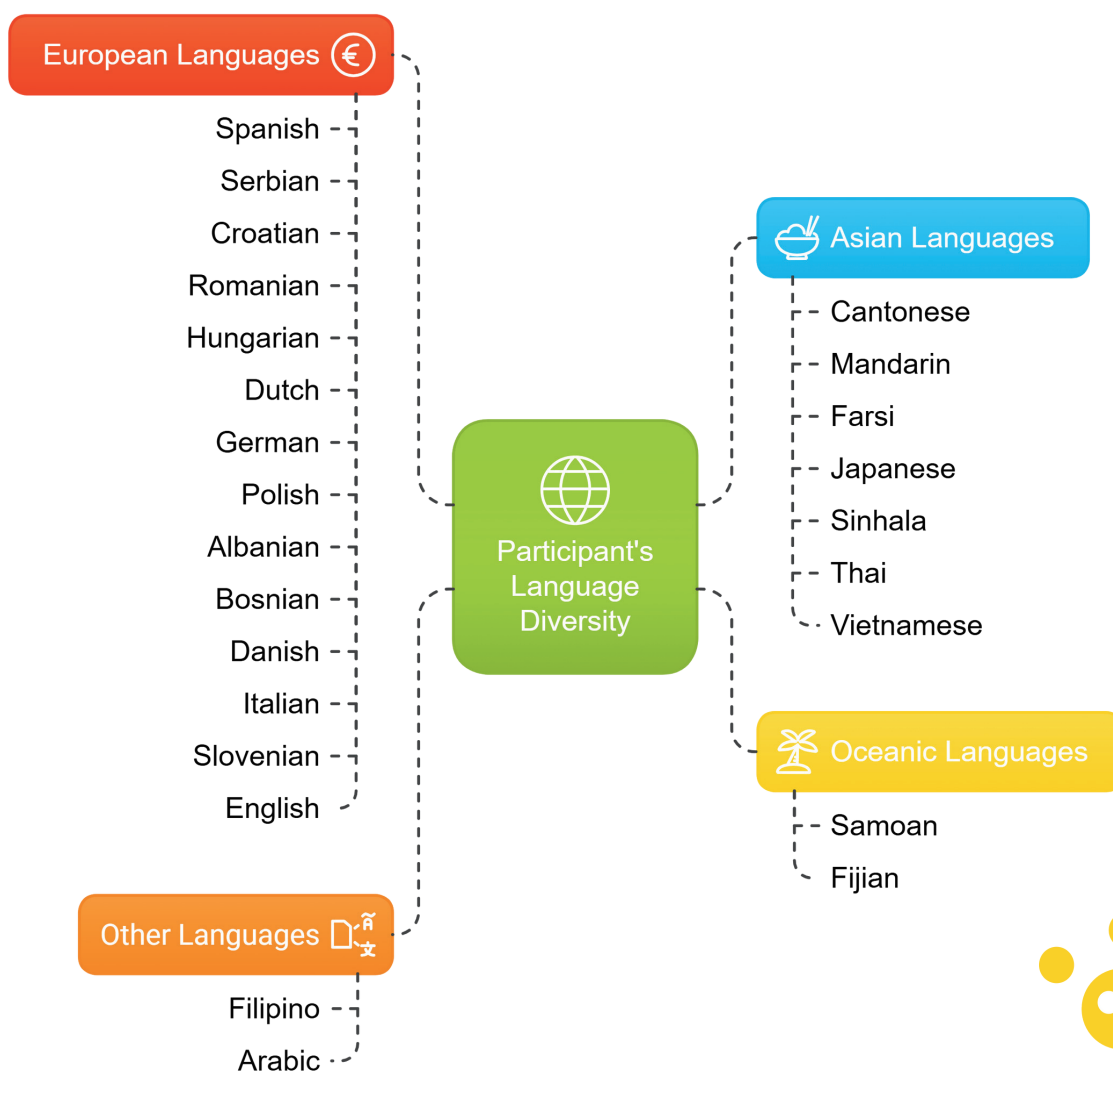 European Languages
Spanish
Serbian
Croatian
Romanian
Hungarian
Dutch
German
Polish
Albanian
Bosnian
Danish
Italian
Slovenian
English
Other Languages
Filipino
Arabic
Participant's
Language
Diversity
Asian Languages
Cantonese
Mandarin
Farsi
Japanese
Sinhala
Thai
Vietnamese
Oceanic Languages
Samoan
Fijian